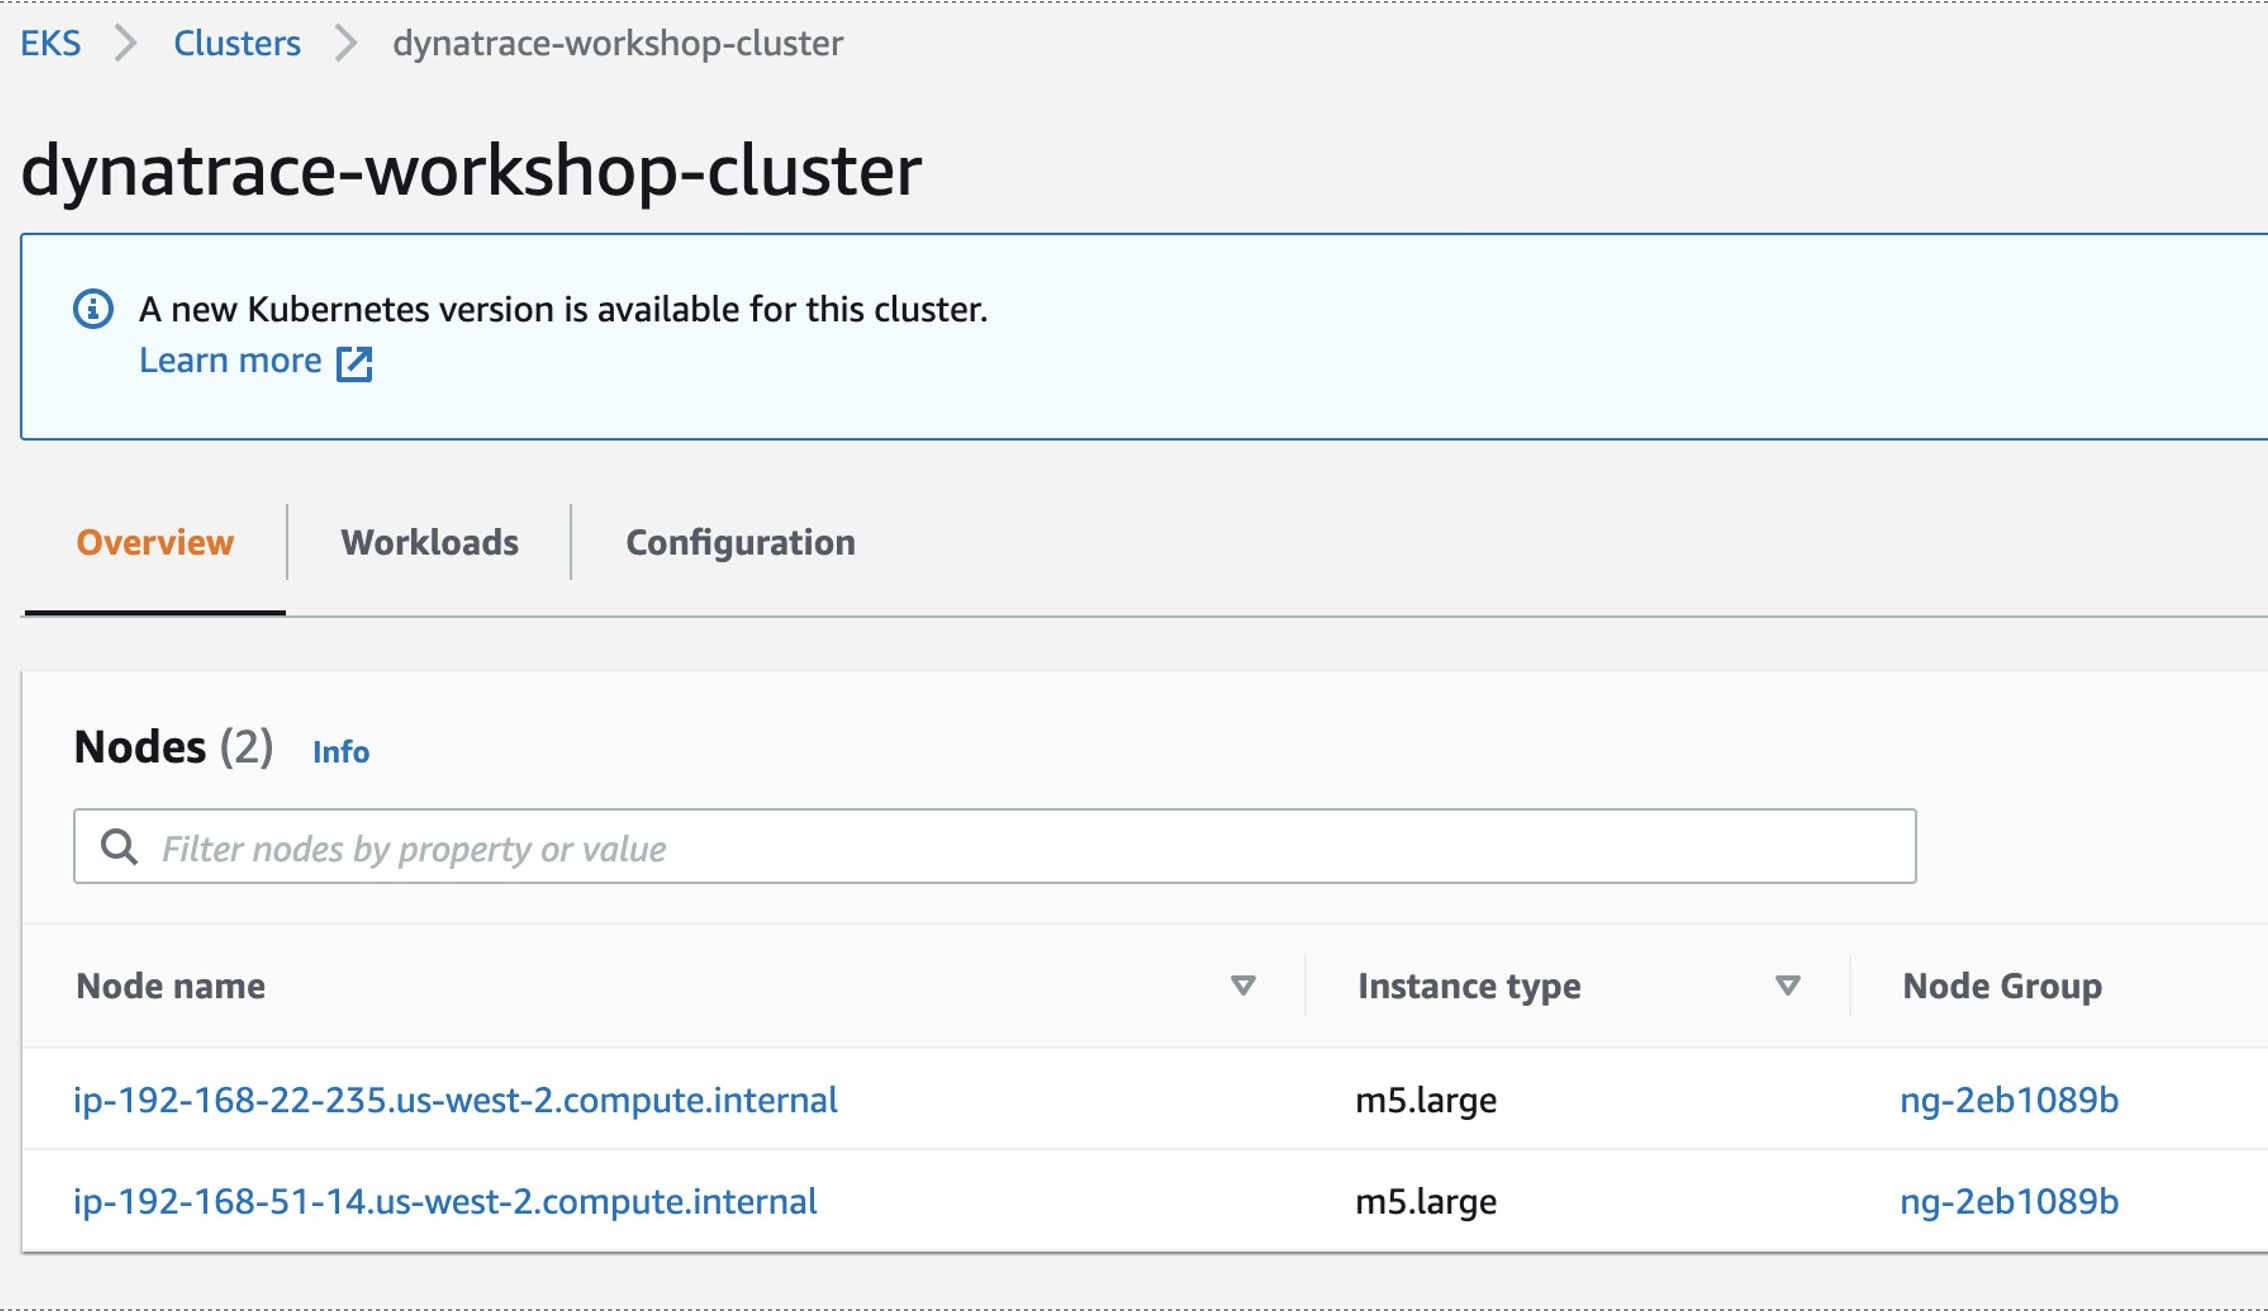 EKS > Clusters > dynatrace-workshop-cluster
dynatrace-workshop-cluster
A new Kubernetes version is available for this cluster.
Learn more
Overview Workloads Configuration
Nodes (2) Info
Filter nodes by property or value
Node name Instance type Node Group
ip-192-168-22-235.us-west-2.compute.internal m5.large ng-2eb1089b
ip-192-168-51-14.us-west-2.compute.internal m5.large ng-2eb1089b